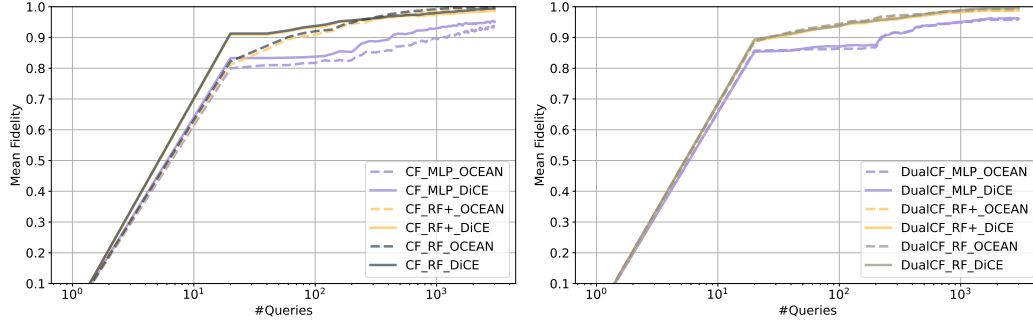 1.0
0.9
0.8
0.7
0.6
0.5
0.4
0.3
0.2
0.1
Mean Fidelity
CF_MLP_OCEAN
CF_MLP_DiCE
CF_RF+_OCEAN
CF_RF+_DiCE
CF_RF_OCEAN
CF_RF_DiCE
10^0
10^1
10^2
10^3
#Queries
1.0
0.9
0.8
0.7
0.6
0.5
0.4
0.3
0.2
0.1
Mean Fidelity
DualCF_MLP_OCEAN
DualCF_MLP_DiCE
DualCF_RF+_OCEAN
DualCF_RF+_DiCE
DualCF_RF_OCEAN
DualCF_RF_DiCE
10^0
10^1
10^2
10^3
#Queries